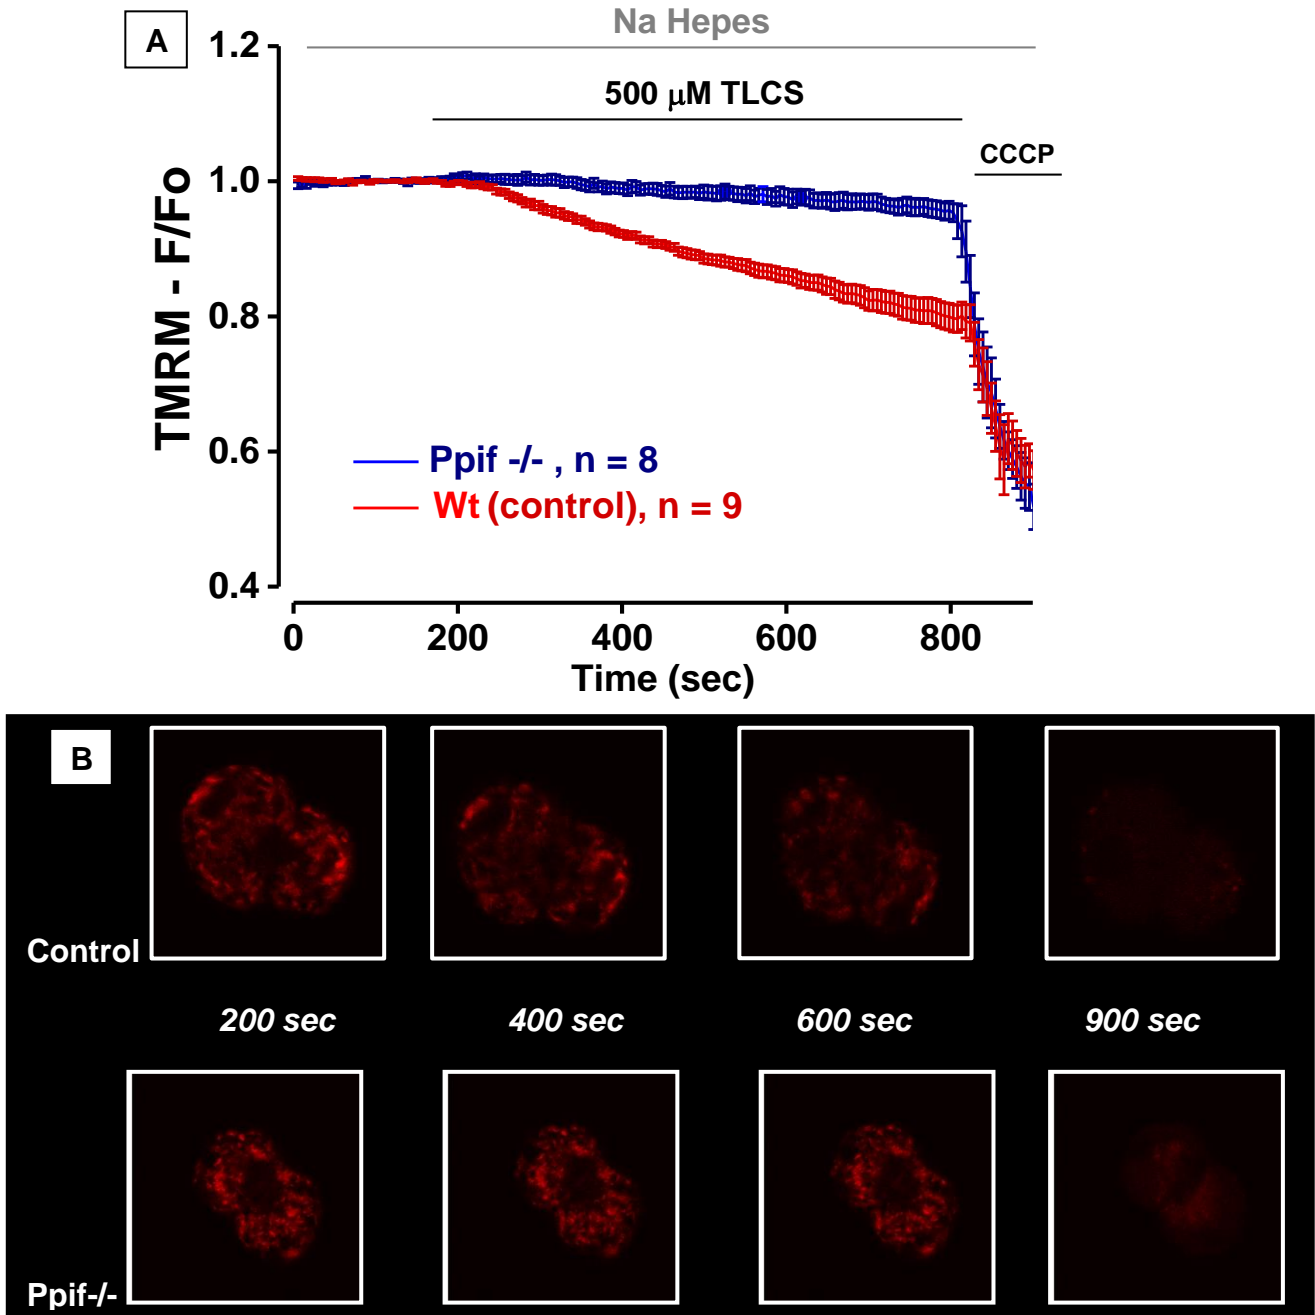 A
Na Hepes
1.2
500 μM TLCS
CCCP
1.0
TMRM - F/Fo
0.8
0.6
Ppif -/- , n = 8
Wt (control), n = 9
0.4
0 200 400 600 800
Time (sec)
B
Control
200 sec 400 sec 600 sec 900 sec
Ppif-/-